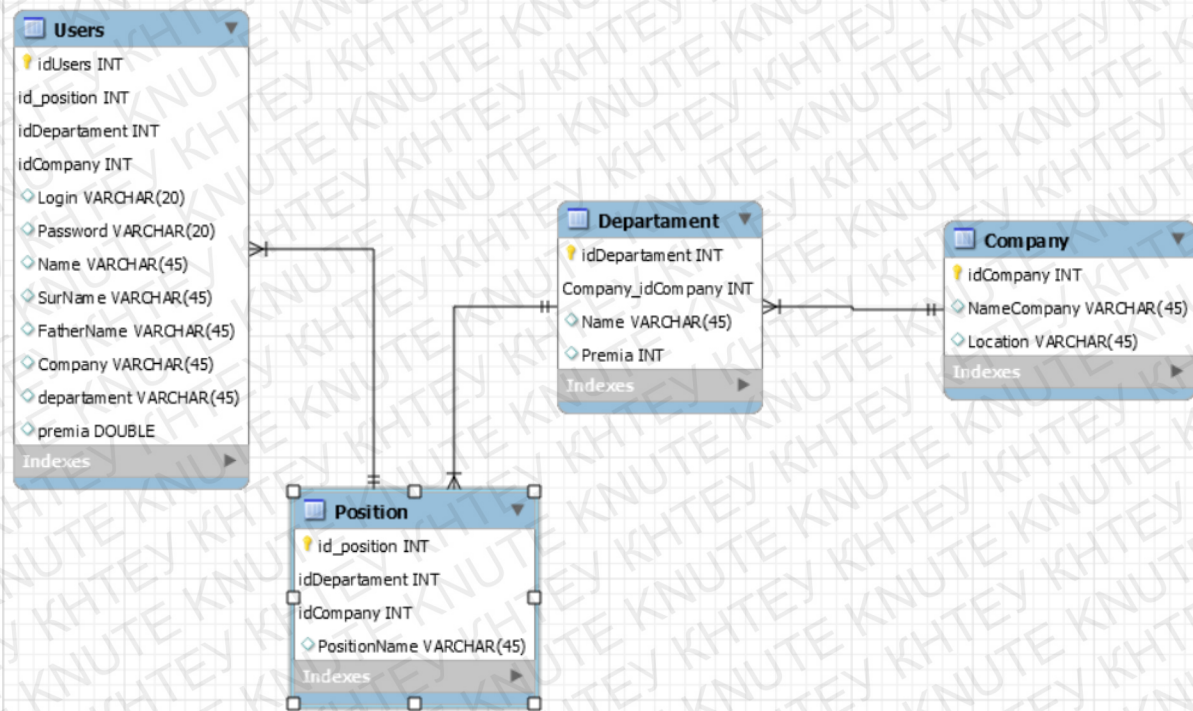 Users
idUsers INT
id_position INT
idDepartament INT
idCompany INT
Login VARCHAR(20)
Password VARCHAR(20)
Name VARCHAR(45)
SurName VARCHAR(45)
FatherName VARCHAR(45)
Company VARCHAR(45)
departament VARCHAR(45)
premia DOUBLE
Indexes
Departament
idDepartament INT
Company_idCompany INT
Name VARCHAR(45)
Premia INT
Indexes
Company
idCompany INT
NameCompany VARCHAR(45)
Location VARCHAR(45)
Indexes
Position
id_position INT
idDepartament INT
idCompany INT
PositionName VARCHAR(45)
Indexes
KNUTE KHTEY